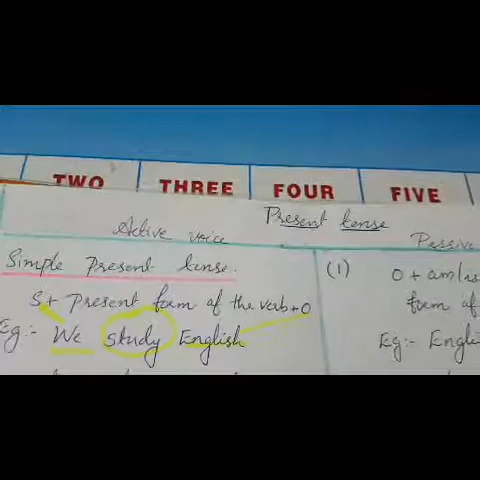 TWO THREE FOUR FIVE
Present tense
Active voice Passive
Simple Present tense.
(1) O + am/is
S+ Present form of the verb+O
form of
Eg:- We study English
Eg:- Engli